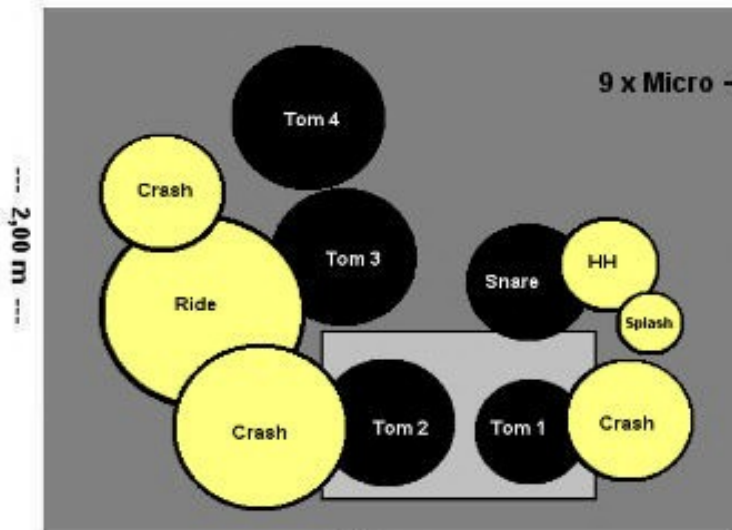 9 x Micro -
Tom 4
Crash
--- 2,00 m ---
Tom 3
HH
Snare
Ride
Splash
Crash
Tom 2
Tom 1
Crash